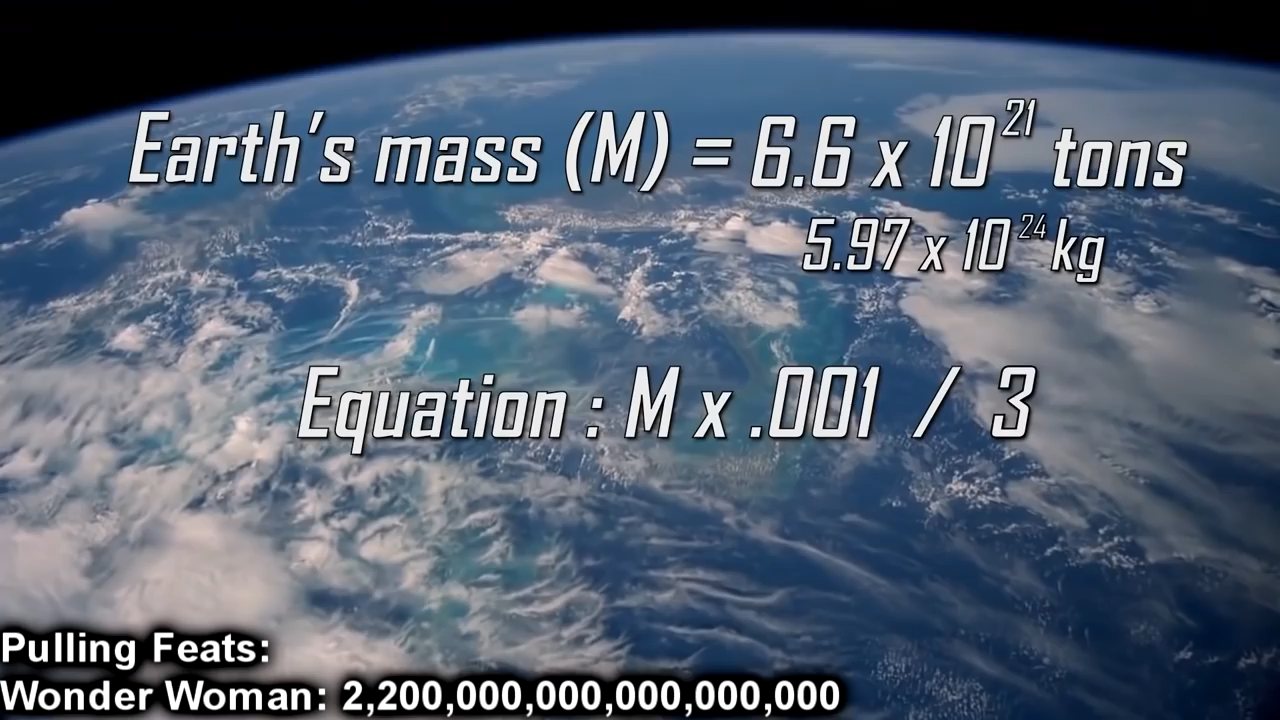 Earth's mass (M) = 6.6 x 10²¹ tons
5.97 x 10²⁴ kg
Equation : M x .001 / 3
Pulling Feats:
Wonder Woman: 2,200,000,000,000,000,000